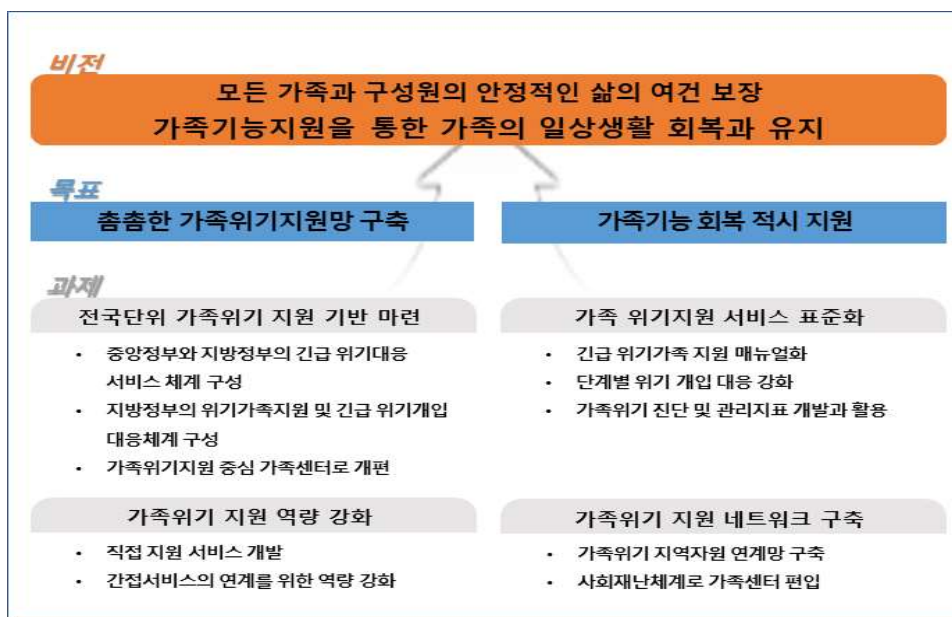 비전
모든 가족과 구성원의 안정적인 삶의 여건 보장
가족기능지원을 통한 가족의 일상생활 회복과 유지
목표
촘촘한 가족위기지원망 구축
가족기능 회복 적시 지원
과제
전국단위 가족위기 지원 기반 마련
• 중앙정부와 지방정부의 긴급 위기대응
서비스 체계 구성
• 지방정부의 위기가족지원 및 긴급 위기개입
대응체계 구성
• 가족위기지원 중심 가족센터로 개편
가족 위기지원 서비스 표준화
• 긴급 위기가족 지원 매뉴얼화
• 단계별 위기 개입 대응 강화
• 가족위기 진단 및 관리지표 개발과 활용
가족위기 지원 역량 강화
• 직접 지원 서비스 개발
• 간접서비스의 연계를 위한 역량 강화
가족위기 지원 네트워크 구축
• 가족위기 지역자원 연계망 구축
• 사회재난체계로 가족센터 편입